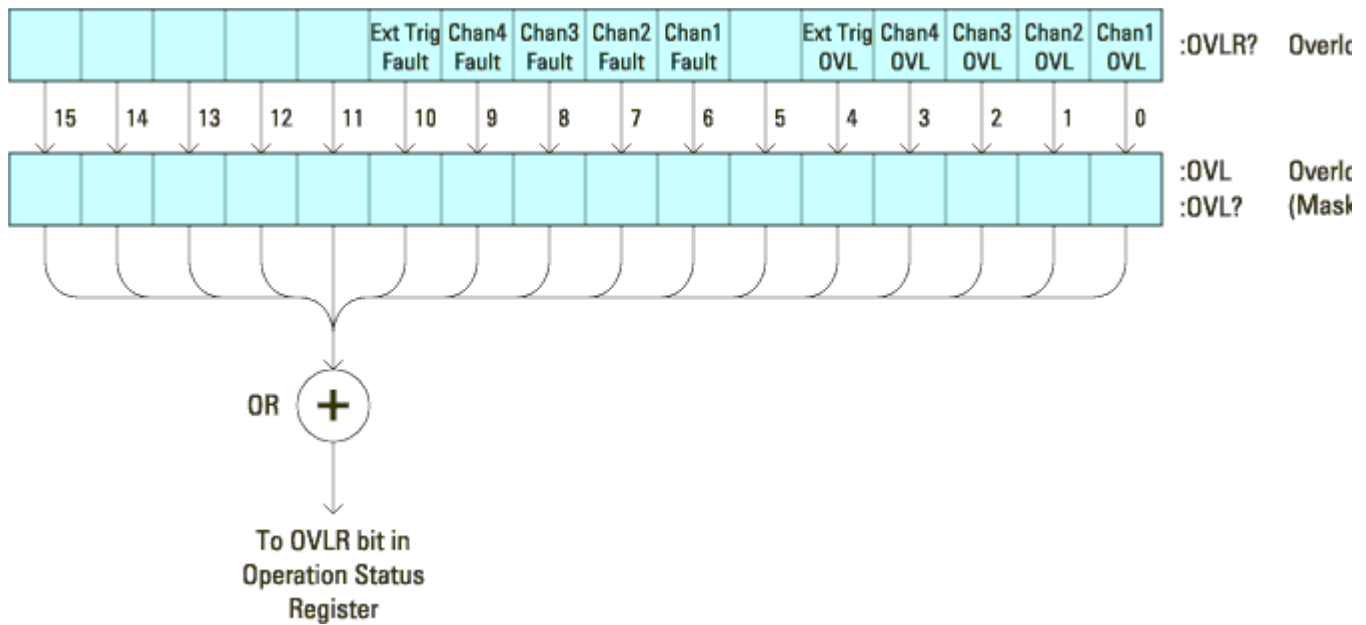 Ext Trig Fault
Chan4 Fault
Chan3 Fault
Chan2 Fault
Chan1 Fault
Ext Trig OVL
Chan4 OVL
Chan3 OVL
Chan2 OVL
Chan1 OVL
:OVLR?
15 14 13 12 11 10 9 8 7 6 5 4 3 2 1 0
:OVL
:OVL?
OR
+
To OVLR bit in
Operation Status
Register